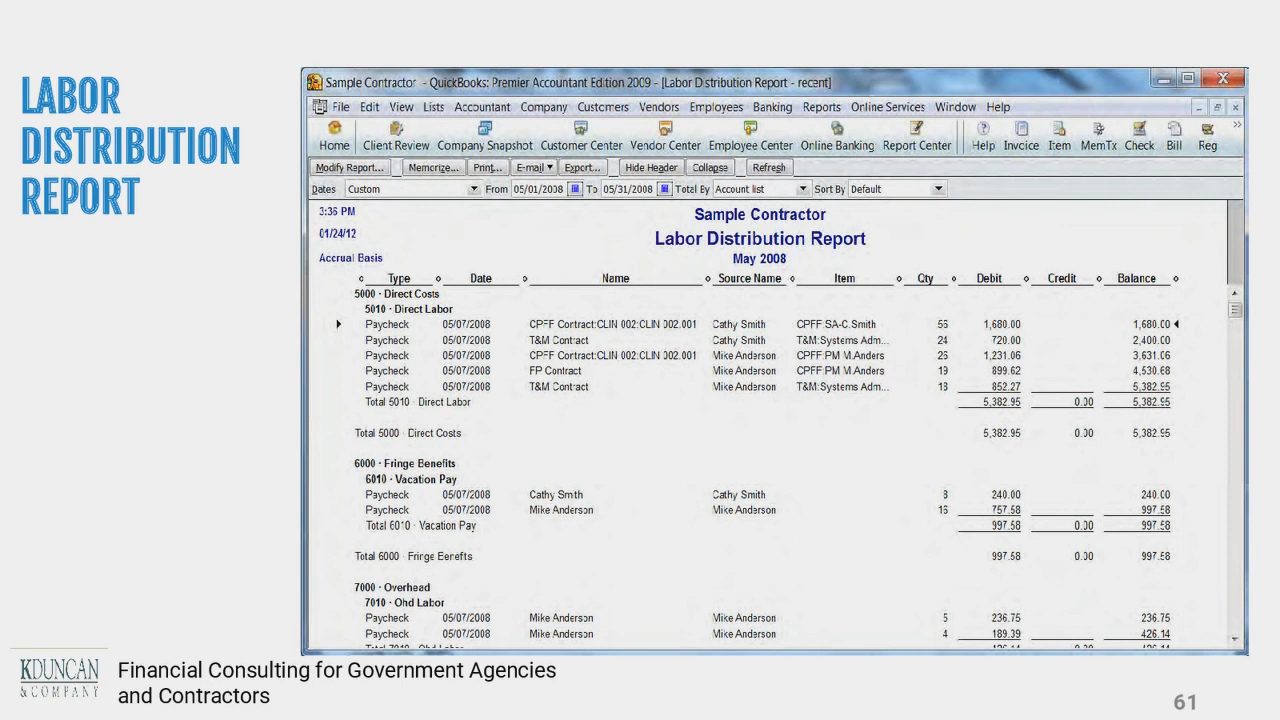 LABOR
DISTRIBUTION
REPORT
Sample Contractor - QuickBooks: Premier Accountant Edition 2009 - [Labor Distribution Report - recent]
File Edit View Lists Accountant Company Customers Vendors Employees Banking Reports Online Services Window Help
Home Client Review Company Snapshot Customer Center Vendor Center Employee Center Online Banking Report Center Help Invoice Item MemTx Check Bill Reg
Modify Report... Memorize... Print... E-mail Export... Hide Header Collapse Refresh
Dates Custom From 05/01/2008 To 05/31/2008 Total By Account list Sort By Default
3:36 PM Sample Contractor
01/24/12 Labor Distribution Report
Accrual Basis May 2008
Type Date Name Source Name Item Qty Debit Credit Balance
5000 · Direct Costs
5010 · Direct Labor
Paycheck 05/07/2008 CPFF Contract:CLIN 002:CLIN 002.001 Cathy Smith CPFF:SA-C.Smith 56 1,680.00 1,680.00
Paycheck 05/07/2008 T&M Contract Cathy Smith T&M:Systems Adm... 24 720.00 2,400.00
Paycheck 05/07/2008 CPFF Contract:CLIN 002:CLIN 002.001 Mike Anderson CPFF:PM M.Anders 26 1,231.06 3,631.06
Paycheck 05/07/2008 FP Contract Mike Anderson CPFF:PM M.Anders 19 899.62 4,530.68
Paycheck 05/07/2008 T&M Contract Mike Anderson T&M:Systems Adm... 18 852.27 5,382.95
Total 5010 · Direct Labor 5,382.95 0.00 5,382.95
Total 5000 · Direct Costs 5,382.95 0.00 5,382.95
6000 · Fringe Benefits
6010 · Vacation Pay
Paycheck 05/07/2008 Cathy Smith Cathy Smith 8 240.00 240.00
Paycheck 05/07/2008 Mike Anderson Mike Anderson 16 757.58 997.58
Total 6010 · Vacation Pay 997.58 0.00 997.58
Total 6000 · Fringe Benefits 997.58 0.00 997.58
7000 · Overhead
7010 · Ohd Labor
Paycheck 05/07/2008 Mike Anderson Mike Anderson 5 236.75 236.75
Paycheck 05/07/2008 Mike Anderson Mike Anderson 4 189.39 426.14
KDUNCAN
& COMPANY
Financial Consulting for Government Agencies
and Contractors
61